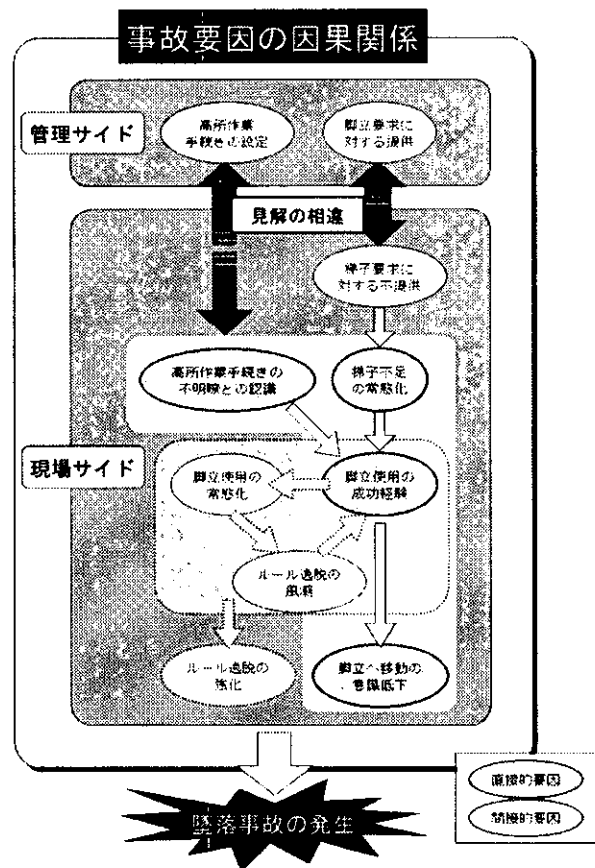 事故要因の因果関係
管理サイド
高所作業
手続きの設定
脚立要求に
対する提供
見解の相違
梯子要求に
対する不提供
高所作業手続きの
不明瞭との認識
梯子不足
の常態化
現場サイド
脚立使用の
常態化
脚立使用の
成功経験
ルール逸脱の
風潮
ルール逸脱の
強化
脚立へ移動の
意識低下
直接的要因
間接的要因
墜落事故の発生